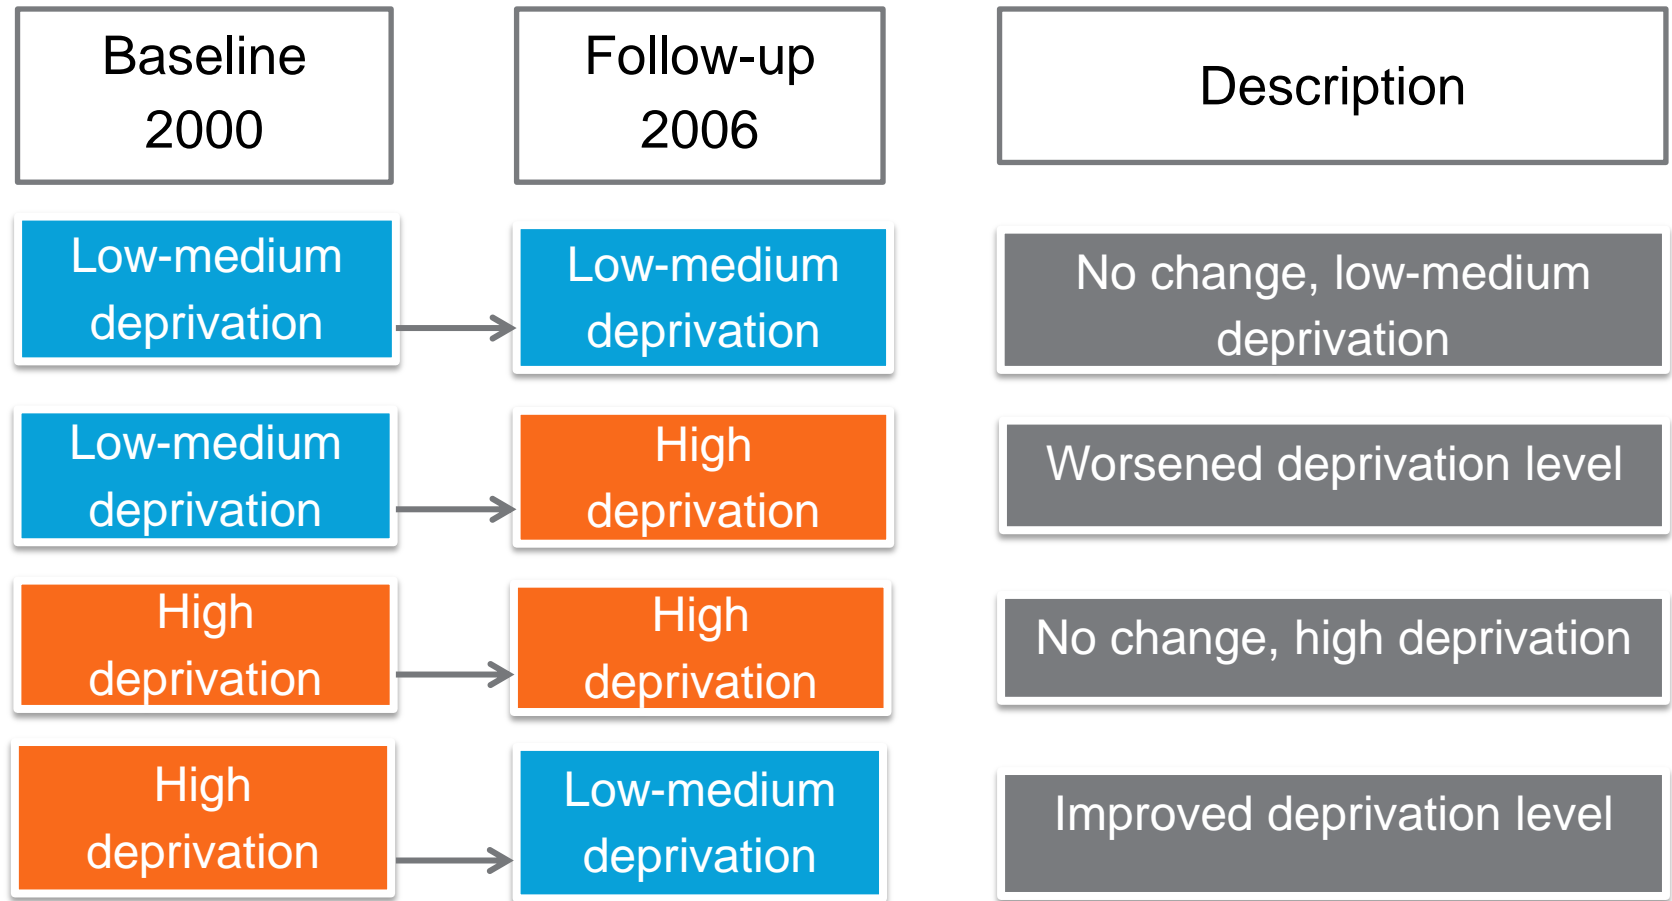 Baseline
2000
Follow-up
2006
Description
Low-medium
deprivation
Low-medium
deprivation
No change, low-medium
deprivation
Low-medium
deprivation
High
deprivation
Worsened deprivation level
High
deprivation
High
deprivation
No change, high deprivation
High
deprivation
Low-medium
deprivation
Improved deprivation level